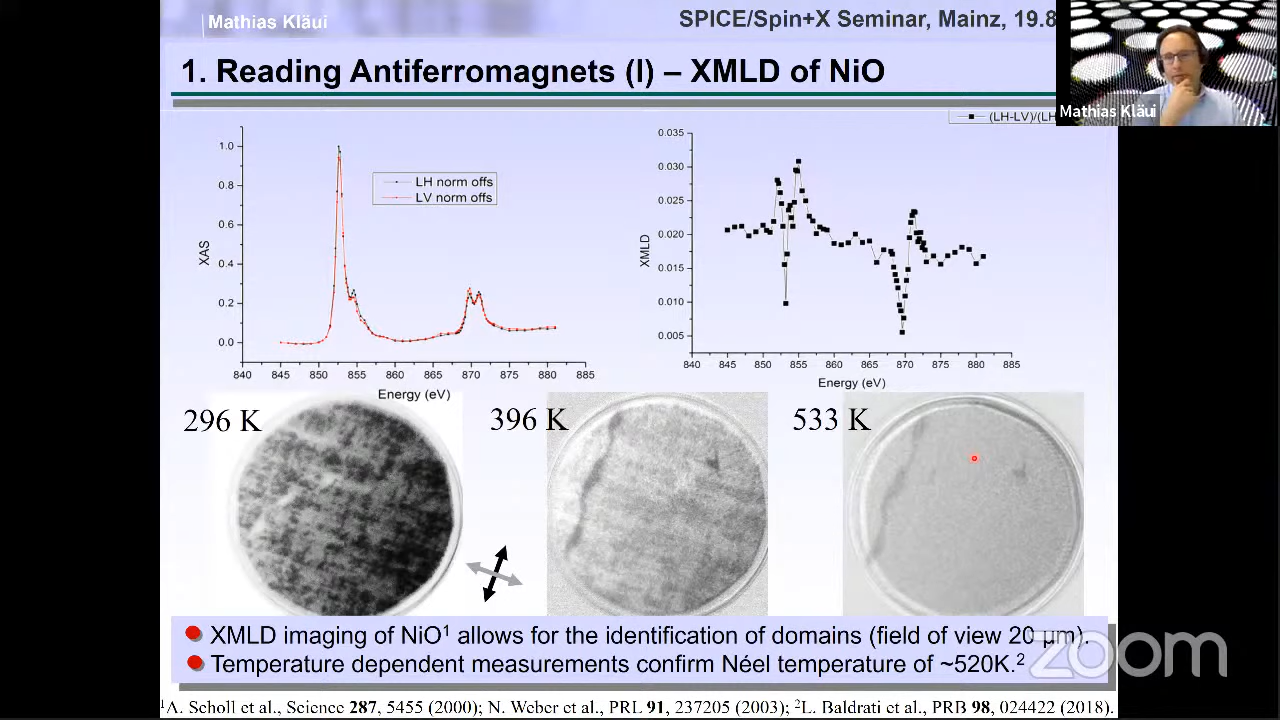 Mathias Kläui
SPICE/Spin+X Seminar, Mainz, 19.8
1. Reading Antiferromagnets (I) – XMLD of NiO
Mathias Kläui
LH norm offs
LV norm offs
XAS
1.0
0.8
0.6
0.4
0.2
0.0
840 845 850 855 860 865 870 875 880 885
Energy (eV)
(LH-LV)/(LH
XMLD
0.035
0.030
0.025
0.020
0.015
0.010
0.005
840 845 850 855 860 865 870 875 880 885
Energy (eV)
296 K
396 K
533 K
XMLD imaging of NiO¹ allows for the identification of domains (field of view 20 µm).
Temperature dependent measurements confirm Néel temperature of ~520K.²
zoom
¹A. Scholl et al., Science 287, 5455 (2000); N. Weber et al., PRL 91, 237205 (2003); ²L. Baldrati et al., PRB 98, 024422 (2018).